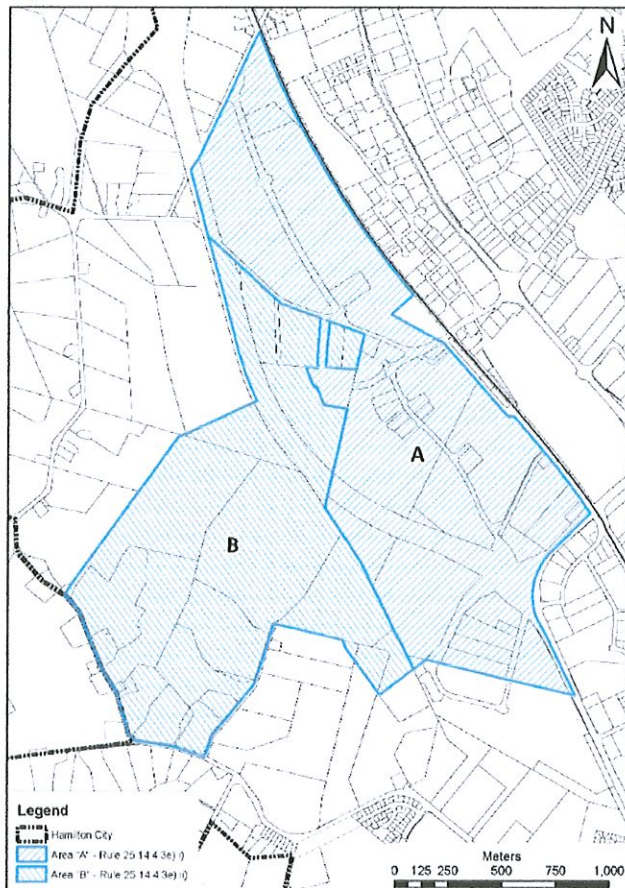 N
A
B
Legend
Hamilton City
Area "A" - Rule 25.14.4.3e) i)
Area "B" - Rule 25.14.4.3e) ii)
Meters
0 125 250 500 750 1,000